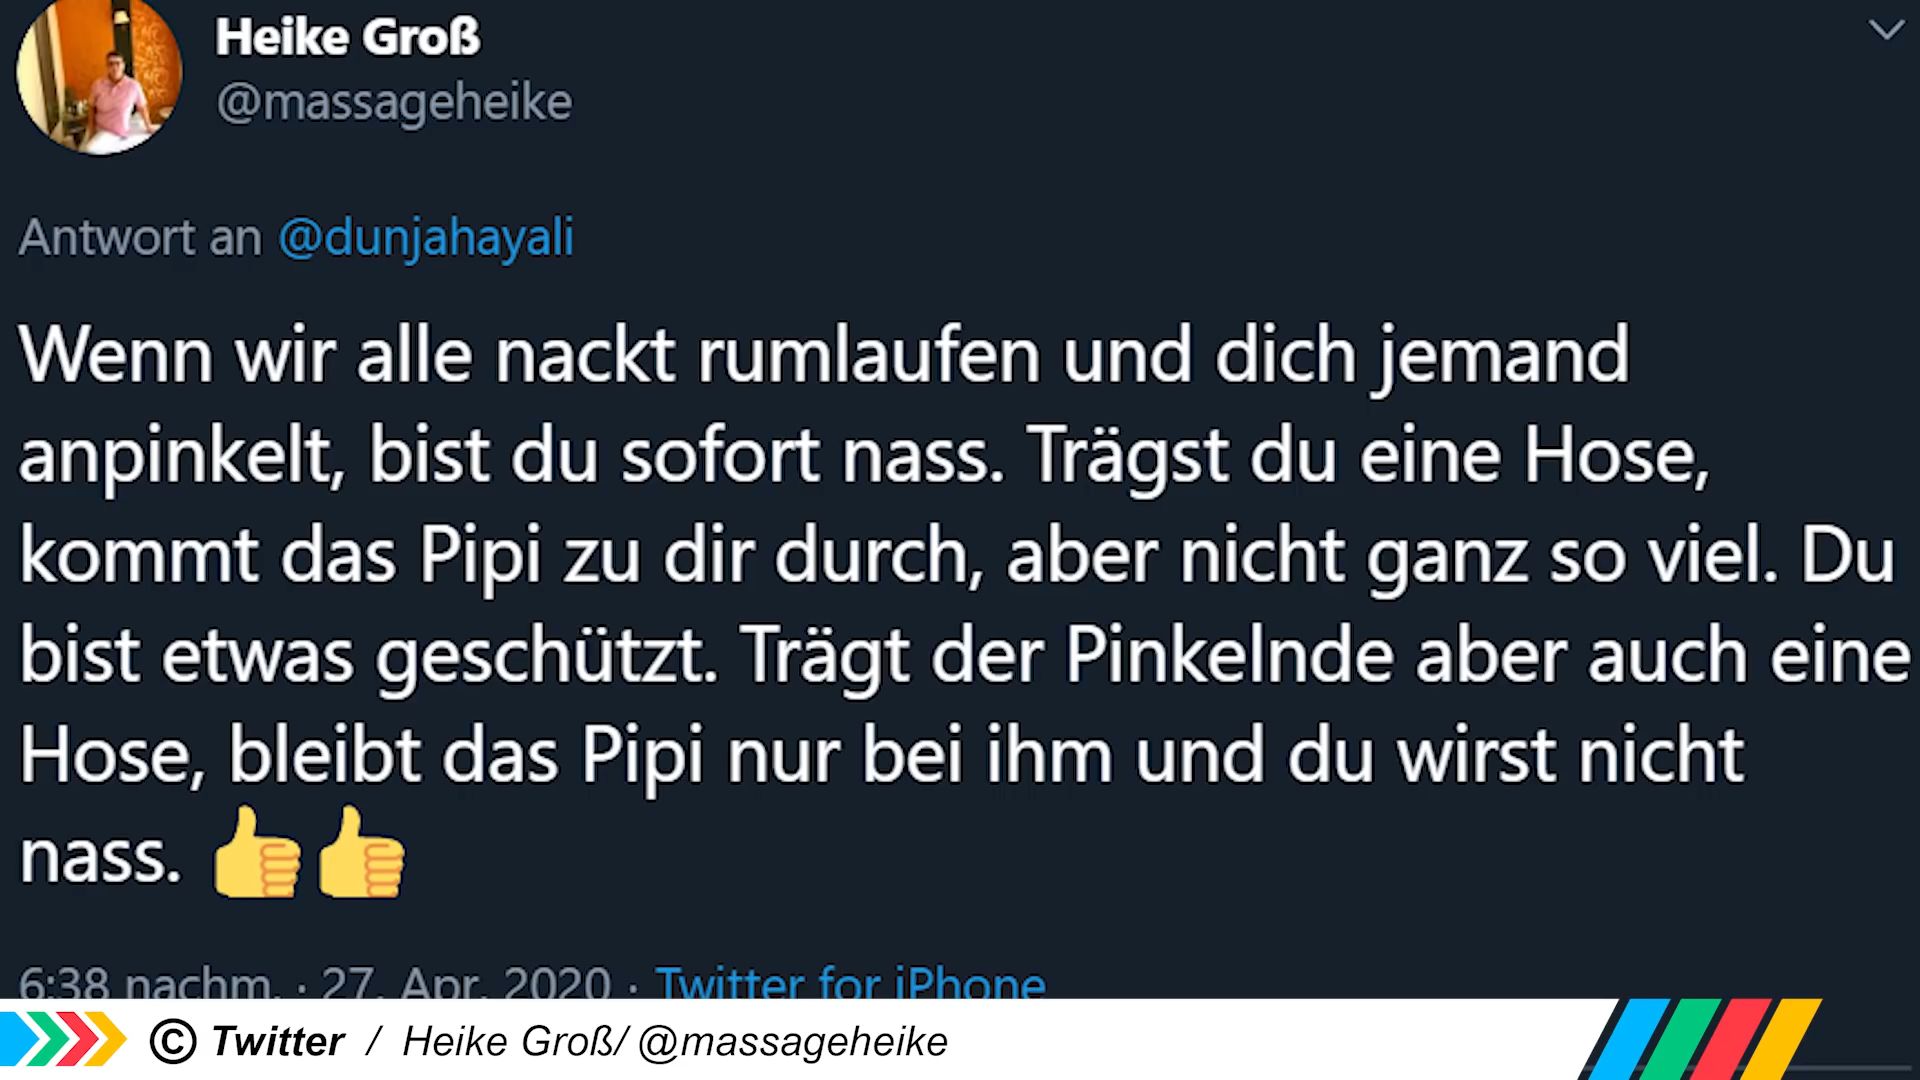 Heike Groß
@massageheike
Antwort an @dunjahayali
Wenn wir alle nackt rumlaufen und dich jemand
anpinkelt, bist du sofort nass. Trägst du eine Hose,
kommt das Pipi zu dir durch, aber nicht ganz so viel. Du
bist etwas geschützt. Trägt der Pinkelnde aber auch eine
Hose, bleibt das Pipi nur bei ihm und du wirst nicht
nass. 👍👍
6:38 nachm. · 27. Apr. 2020 · Twitter for iPhone
© Twitter / Heike Groß/ @massageheike